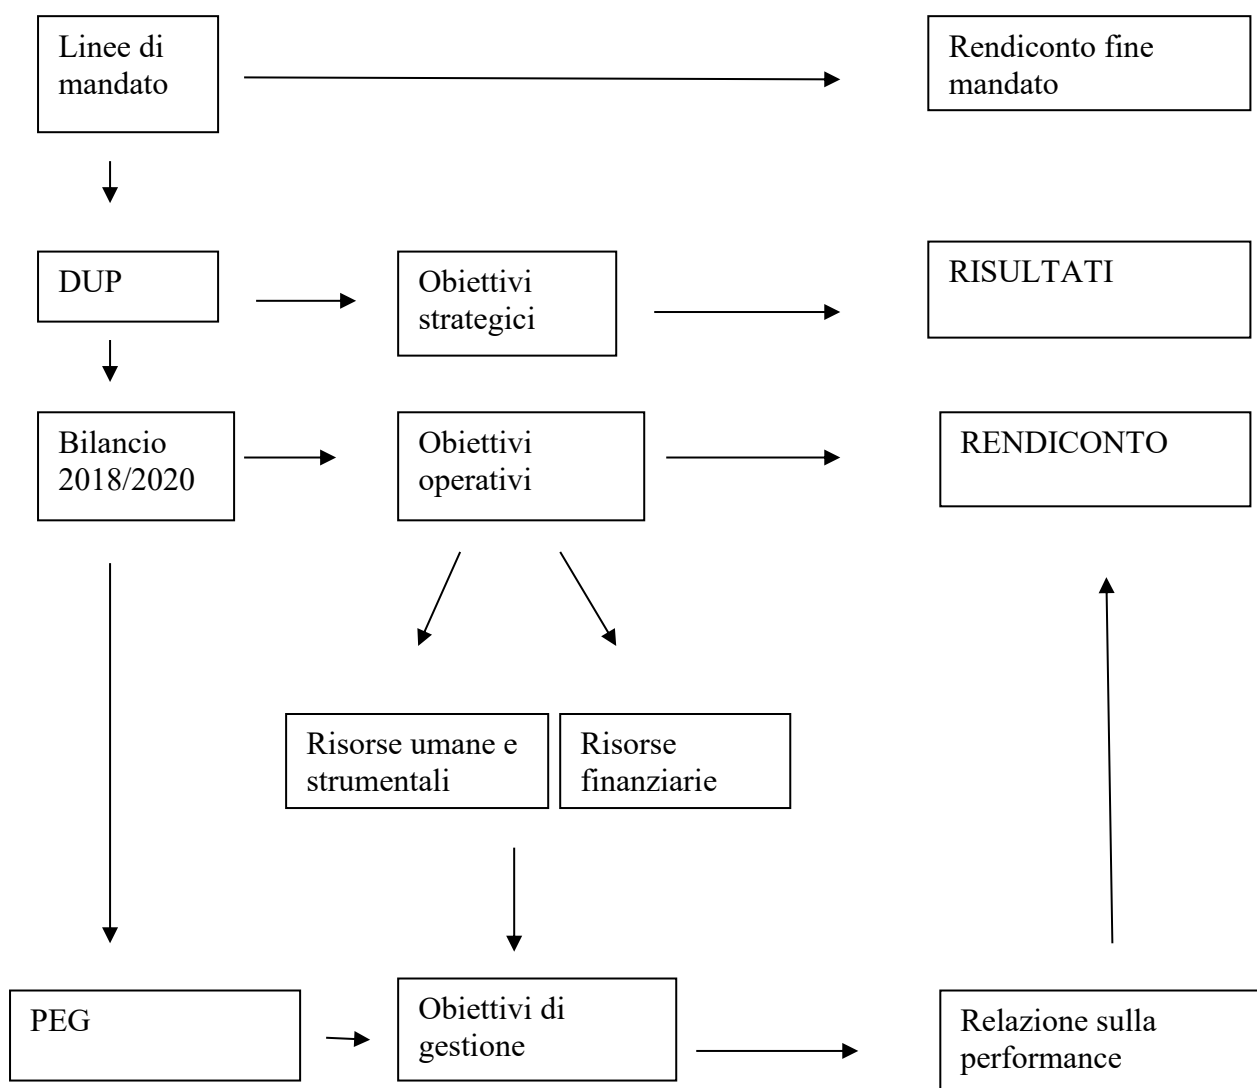 Linee di
mandato
Rendiconto fine
mandato
DUP
Obiettivi
strategici
RISULTATI
Bilancio
2018/2020
Obiettivi
operativi
RENDICONTO
Risorse umane e
strumentali
Risorse
finanziarie
PEG
Obiettivi di
gestione
Relazione sulla
performance